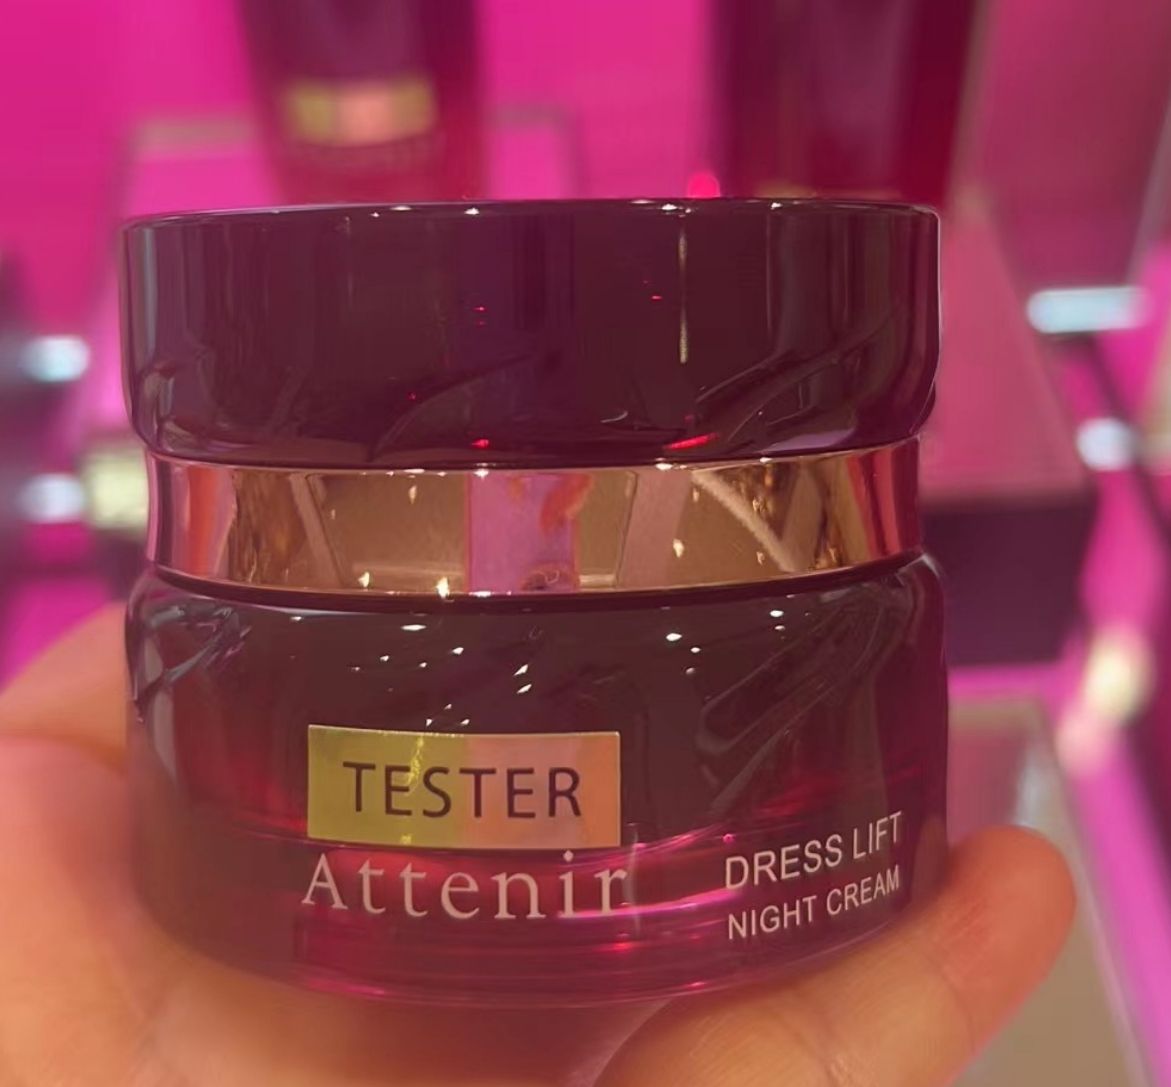 TESTER
Attenir
DRESS LIFT
NIGHT CREAM